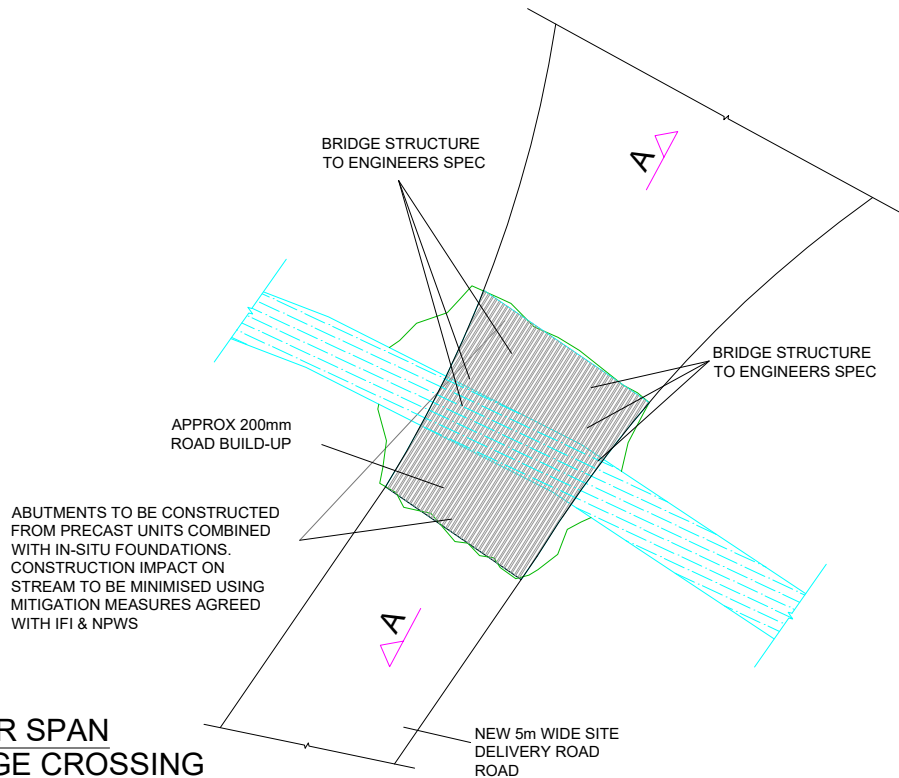 BRIDGE STRUCTURE
TO ENGINEERS SPEC
A
BRIDGE STRUCTURE
TO ENGINEERS SPEC
APPROX 200mm
ROAD BUILD-UP
ABUTMENTS TO BE CONSTRUCTED
FROM PRECAST UNITS COMBINED
WITH IN-SITU FOUNDATIONS.
CONSTRUCTION IMPACT ON
STREAM TO BE MINIMISED USING
MITIGATION MEASURES AGREED
WITH IFI & NPWS
A
NEW 5m WIDE SITE
DELIVERY ROAD
ROAD
R SPAN
GE CROSSING